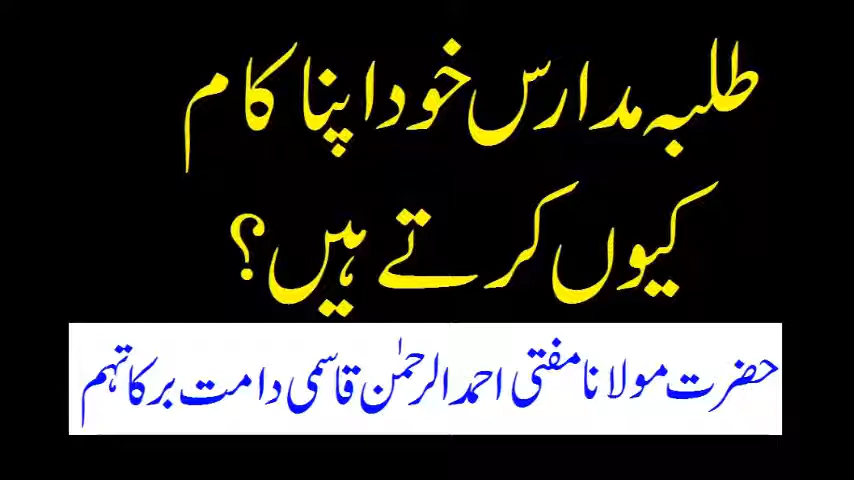 طلبہ مدارس خود اپنا کام
کیوں کرتے ہیں؟
حضرت مولانا مفتی احمد الرحمٰن قاسمی دامت برکاتہم